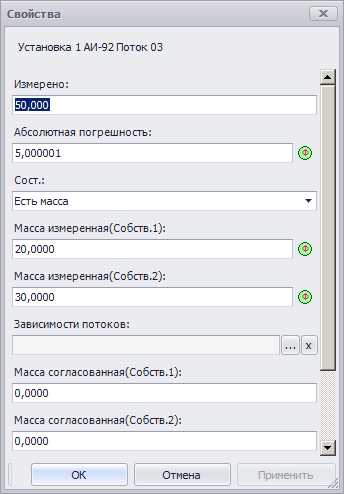 Свойства
Установка 1 АИ-92 Поток 03
Измерено:
50,000
Абсолютная погрешность:
5,000001
Ф
Сост.:
Есть масса
Масса измеренная(Собств.1):
20,0000
Ф
Масса измеренная(Собств.2):
30,0000
Ф
Зависимости потоков:
... x
Масса согласованная(Собств.1):
0,0000
Масса согласованная(Собств.2):
0,0000
ОК Отмена Применить